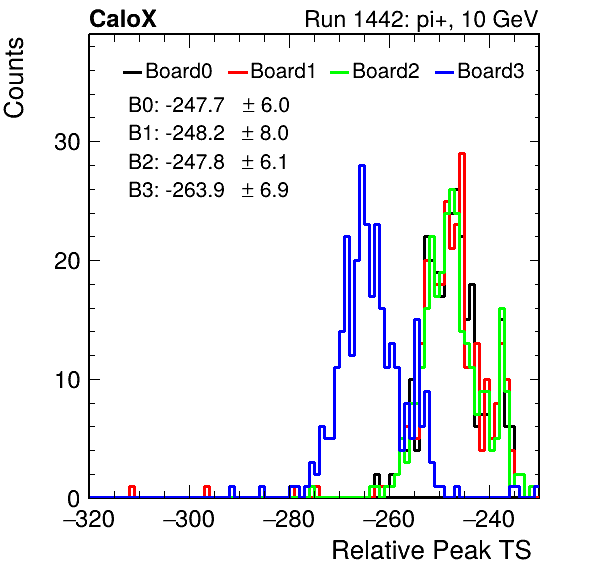 CaloX Run 1442: pi+, 10 GeV
Counts
Board0 Board1 Board2 Board3
B0: -247.7 ± 6.0
B1: -248.2 ± 8.0
B2: -247.8 ± 6.1
B3: -263.9 ± 6.9
30
20
10
0
−320 −300 −280 −260 −240
Relative Peak TS